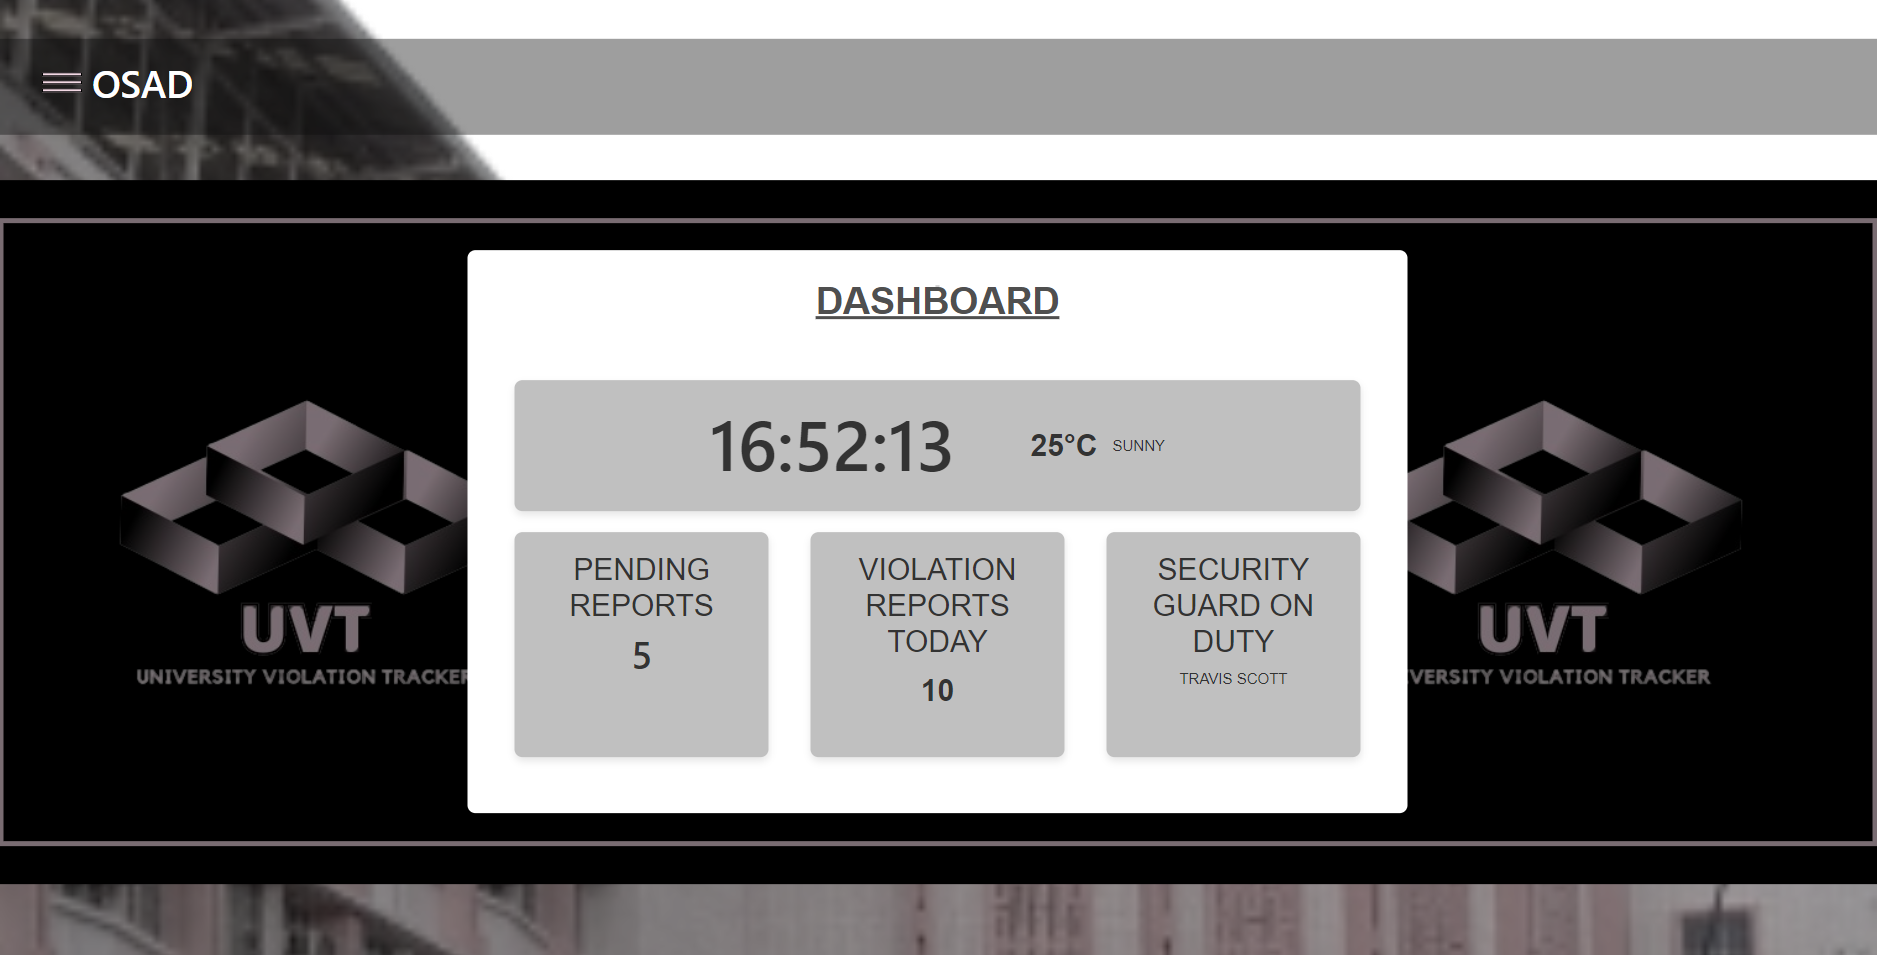 OSAD
DASHBOARD
16:52:13
25°C SUNNY
PENDING
REPORTS
5
VIOLATION
REPORTS
TODAY
10
SECURITY
GUARD ON
DUTY
TRAVIS SCOTT
UVT
UNIVERSITY VIOLATION TRACKER
UVT
VERSITY VIOLATION TRACKER